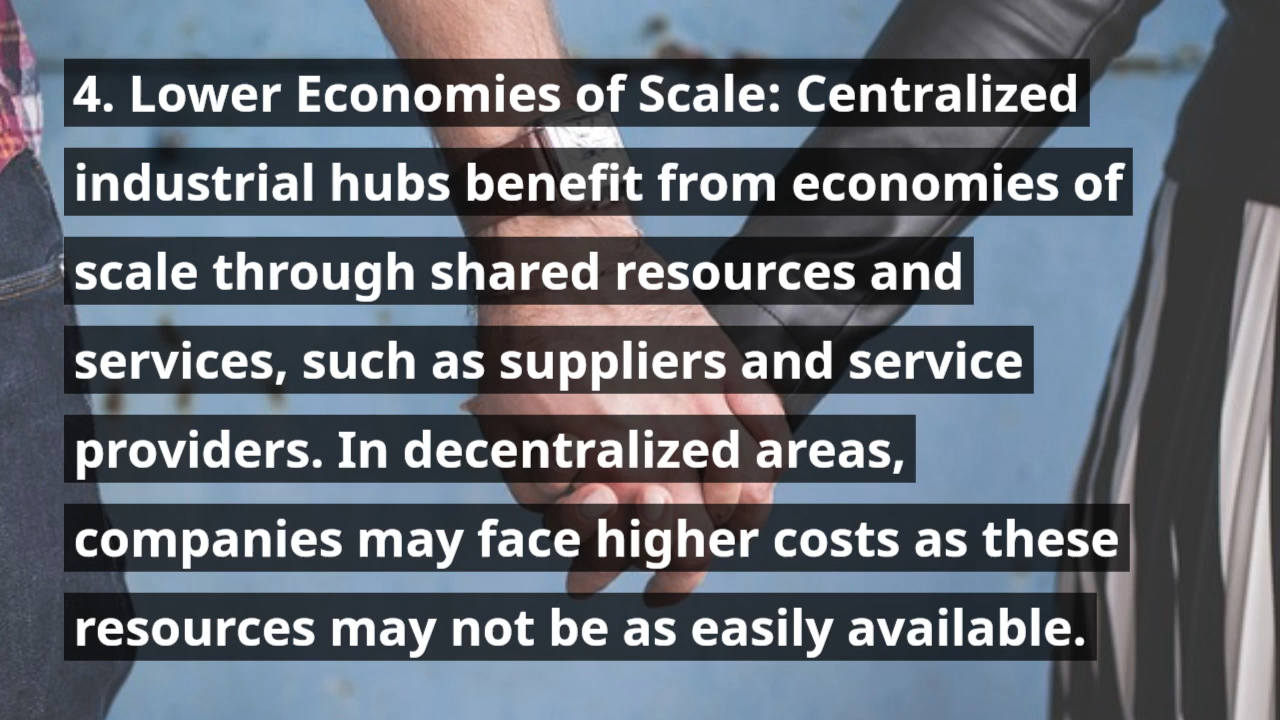 4. Lower Economies of Scale: Centralized
industrial hubs benefit from economies of
scale through shared resources and
services, such as suppliers and service
providers. In decentralized areas,
companies may face higher costs as these
resources may not be as easily available.